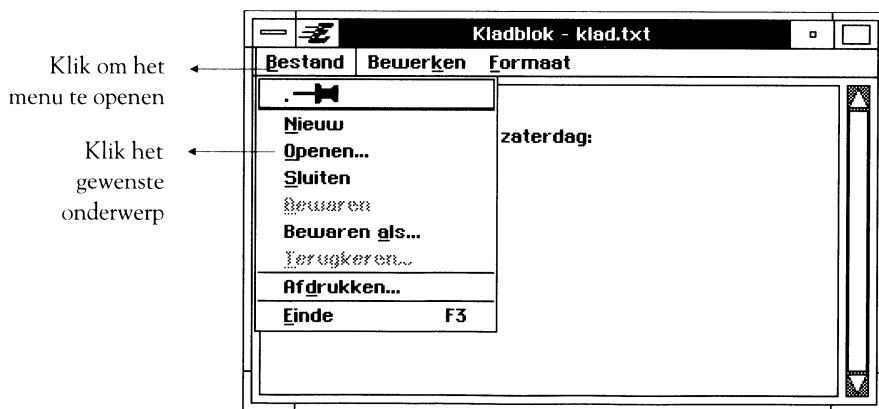 Kladblok - klad.txt
Bestand Bewerken Formaat
Klik om het
menu te openen
Nieuw
zaterdag:
Klik het
gewenste
onderwerp
Openen...
Sluiten
Bewaren
Bewaren als...
Terugkeren...
Afdrukken...
Einde F3